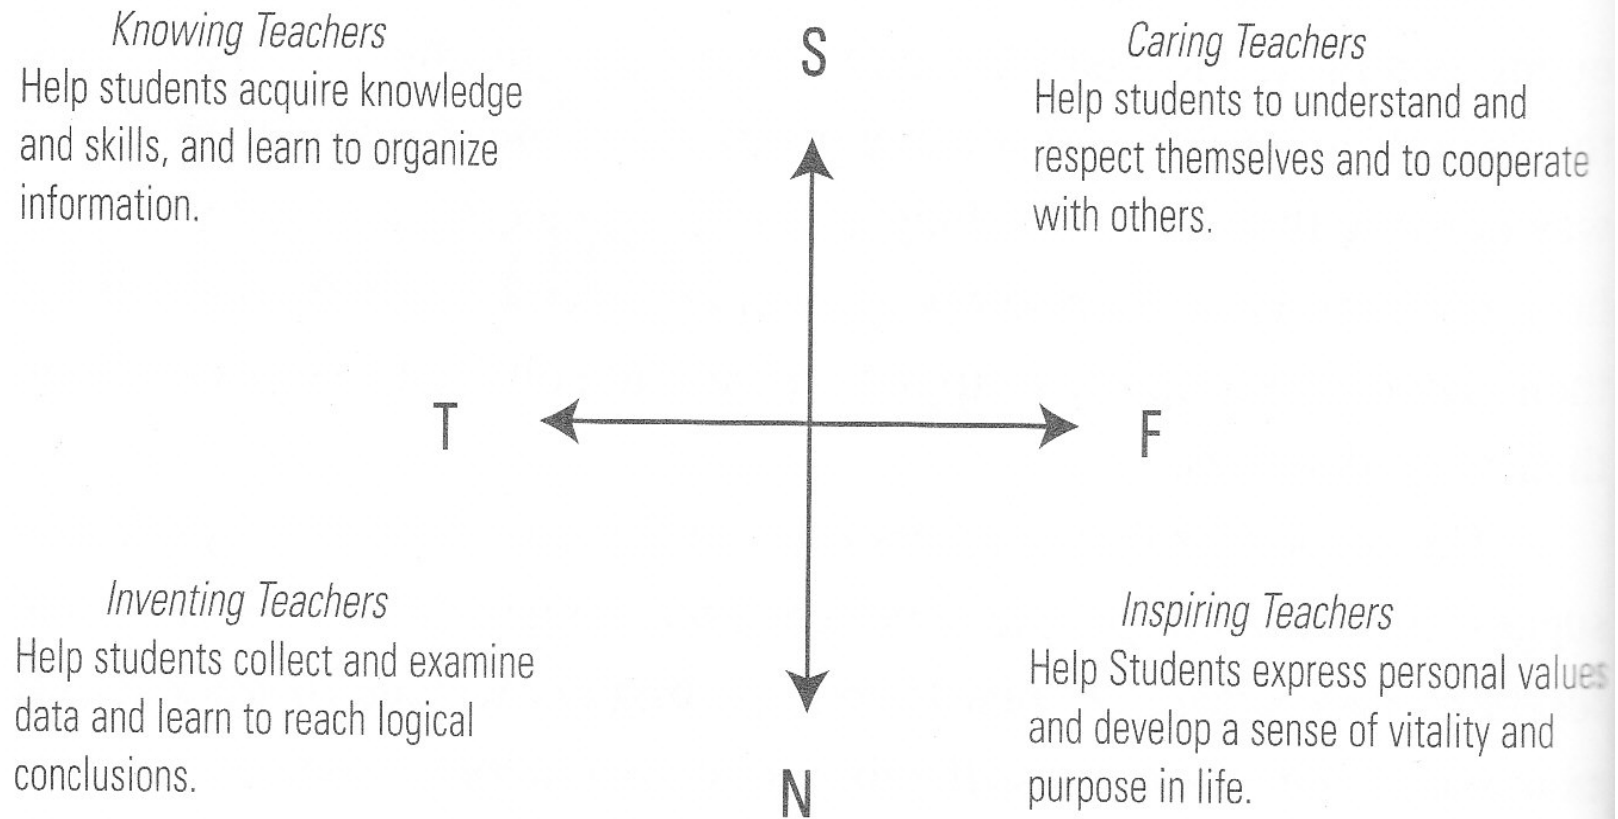 Knowing Teachers
Help students acquire knowledge
and skills, and learn to organize
information.
S
Caring Teachers
Help students to understand and
respect themselves and to cooperate
with others.
T
F
Inventing Teachers
Help students collect and examine
data and learn to reach logical
conclusions.
N
Inspiring Teachers
Help Students express personal values
and develop a sense of vitality and
purpose in life.